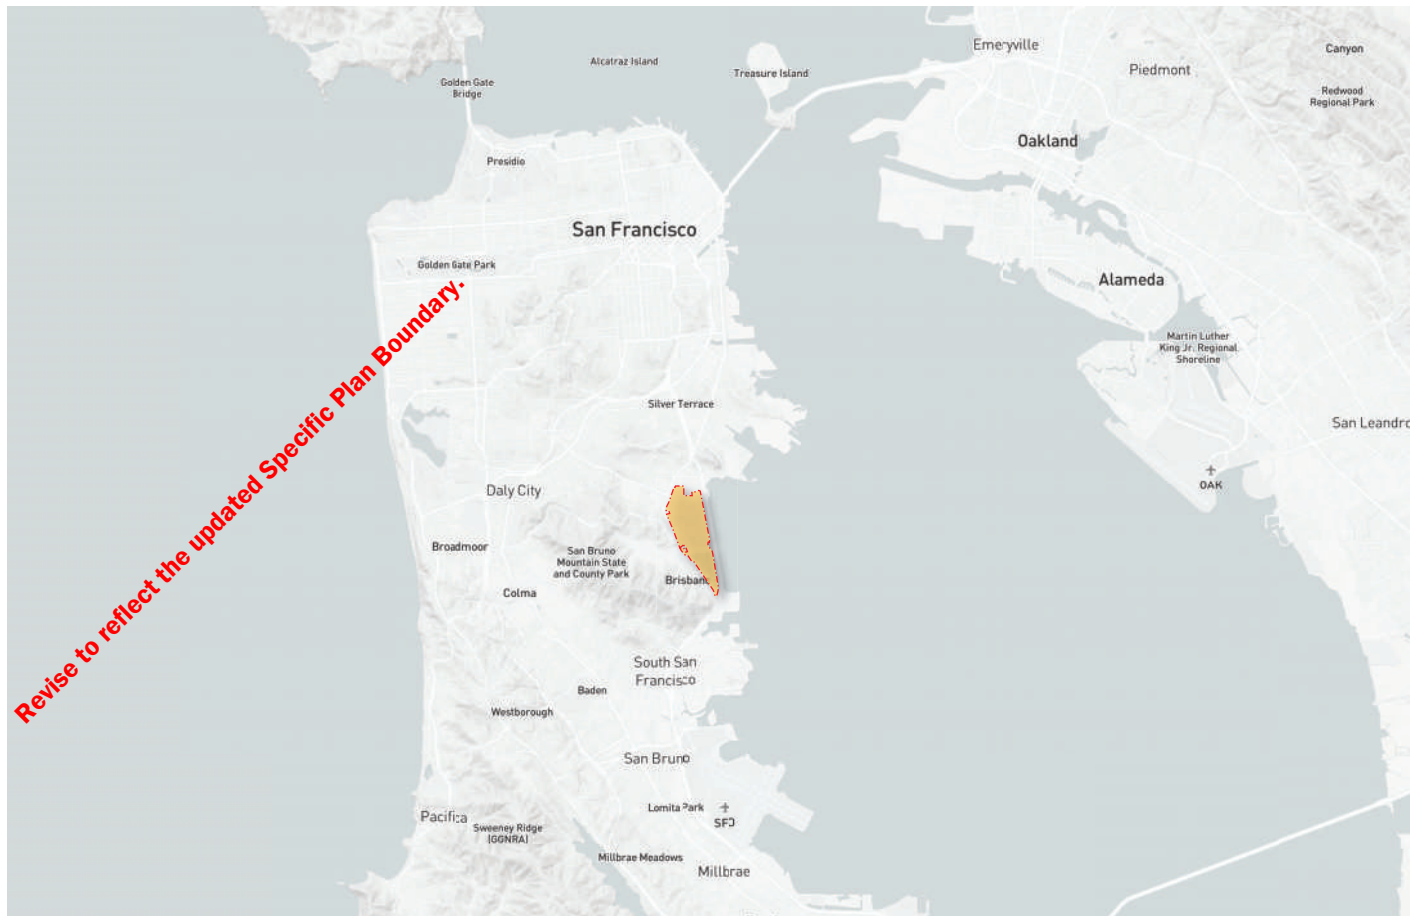 Emeryville
Canyon
Piedmont
Alcatraz Island
Treasure Island
Golden Gate
Bridge
Redwood
Regional Park
Oakland
Presidio
San Francisco
Golden Gate Park
Alameda
Revise to reflect the updated Specific Plan Boundary.
Martin Luther
King Jr. Regional
Shoreline
Silver Terrace
San Leandro
OAK
Daly City
Broadmoor
San Bruno
Mountain State
and County Park
Brisbane
Colma
South San
Francisco
Baden
Westborough
San Bruno
Lomita Park
SFO
Pacifica
Sweeney Ridge
(GGNRA)
Millbrae Meadows
Millbrae